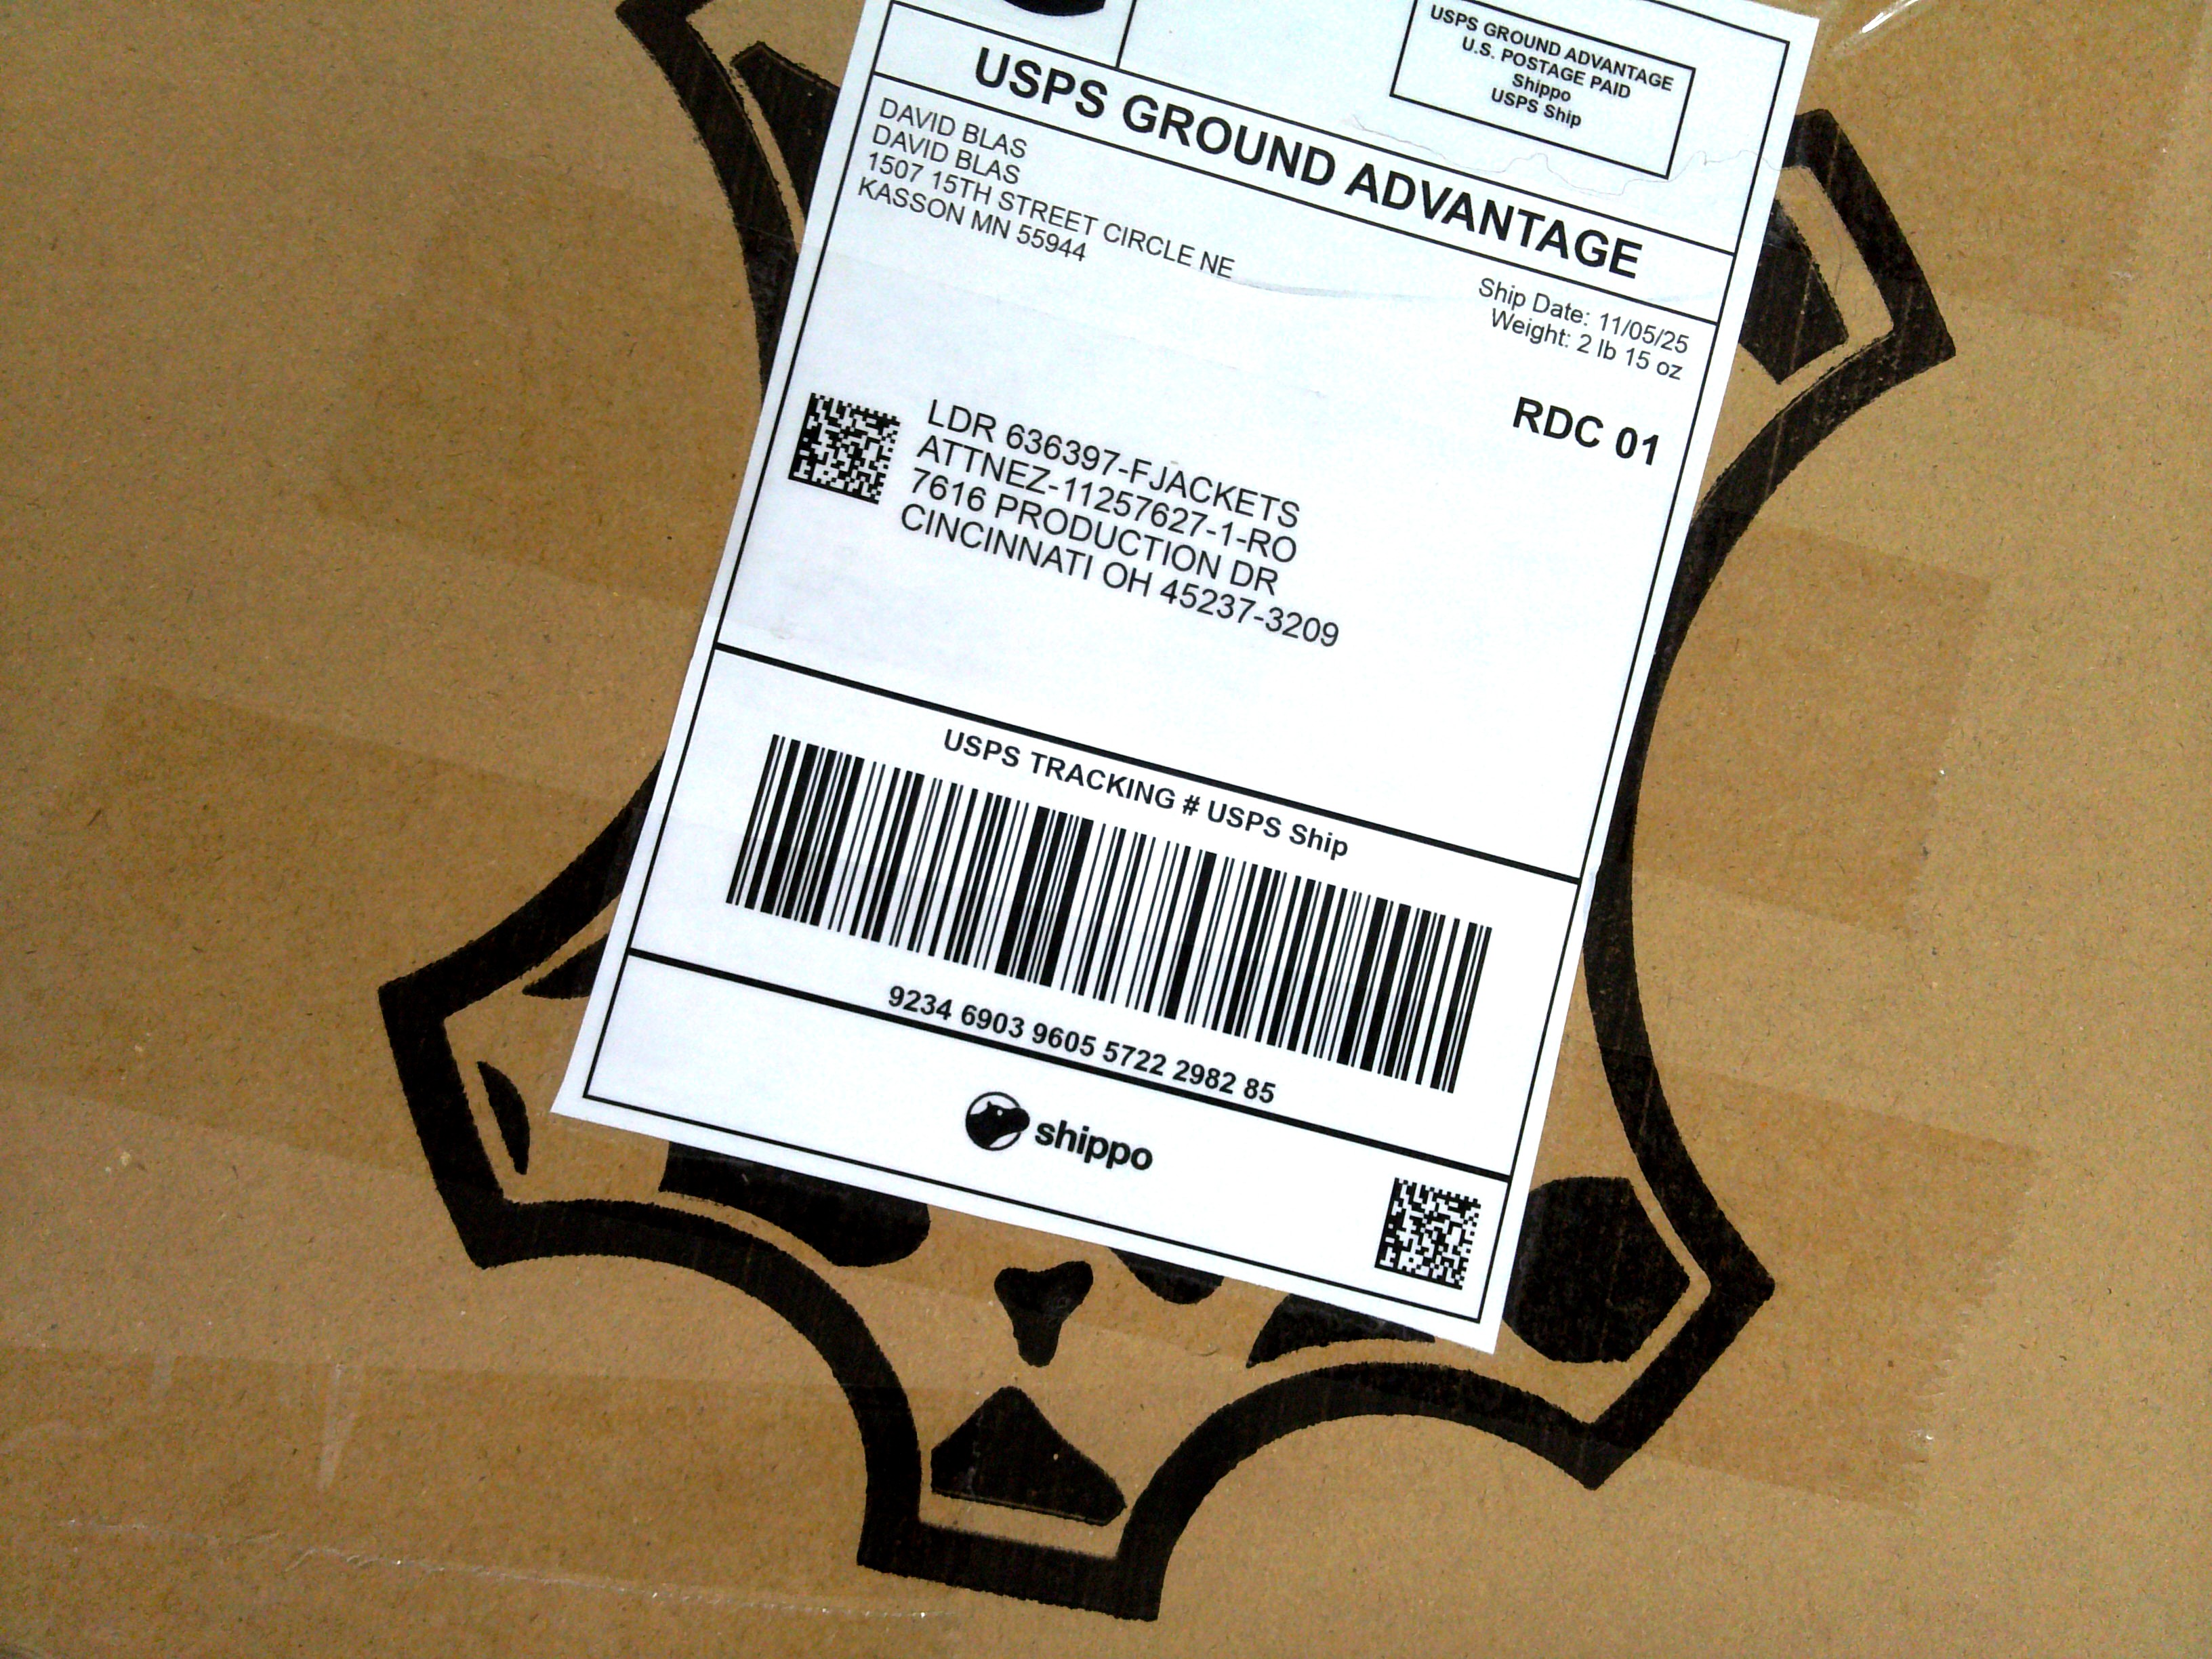 USPS GROUND ADVANTAGE
U.S. POSTAGE PAID
Shippo
USPS Ship
USPS GROUND ADVANTAGE
DAVID BLAS
DAVID BLAS
1507 15TH STREET CIRCLE NE
KASSON MN 55944
Ship Date: 11/05/25
Weight: 2 lb 15 oz
RDC 01
LDR 636397-FJACKETS
ATTNEZ-11257627-1-RO
7616 PRODUCTION DR
CINCINNATI OH 45237-3209
USPS TRACKING # USPS Ship
9234 6903 9605 5722 2982 85
shippo